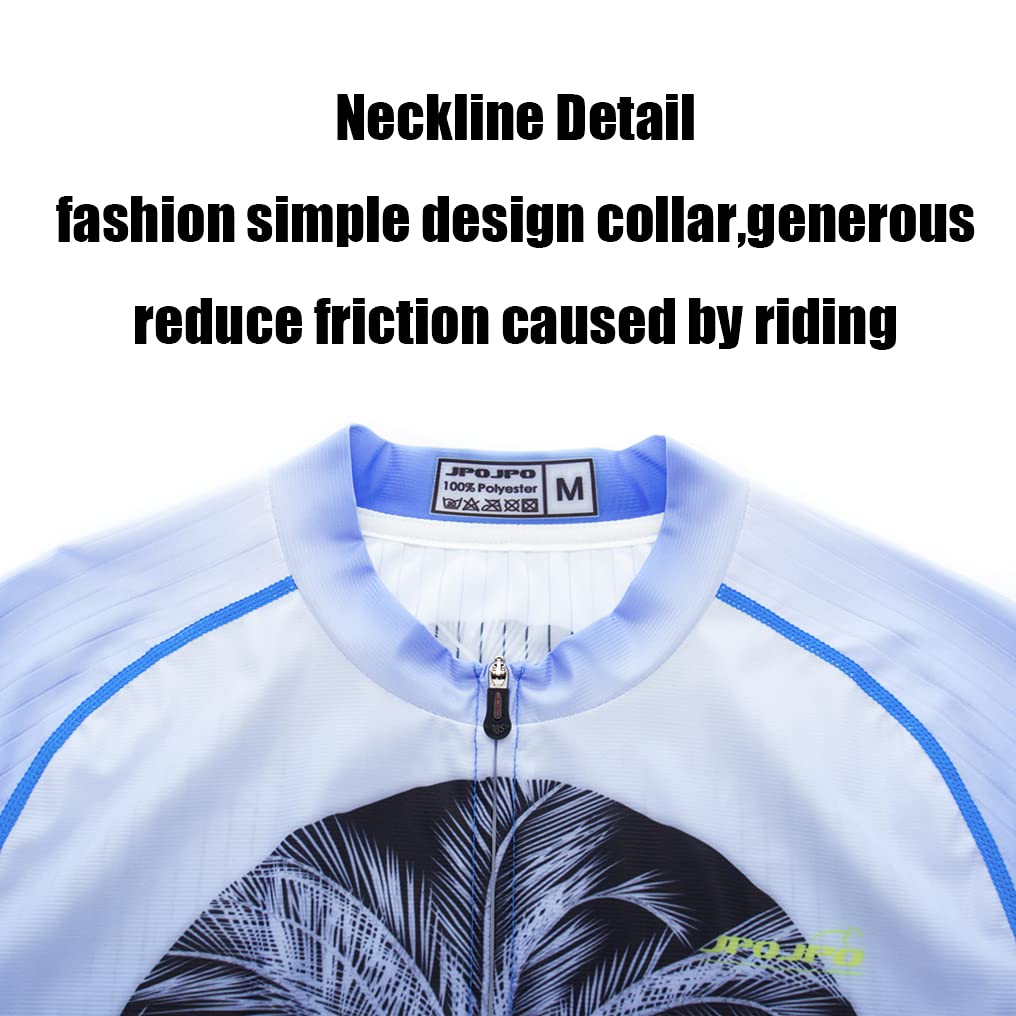 Neckline Detail
fashion simple design collar,generous
reduce friction caused by riding
JPOJPO
100% Polyester
M
JPOJPO